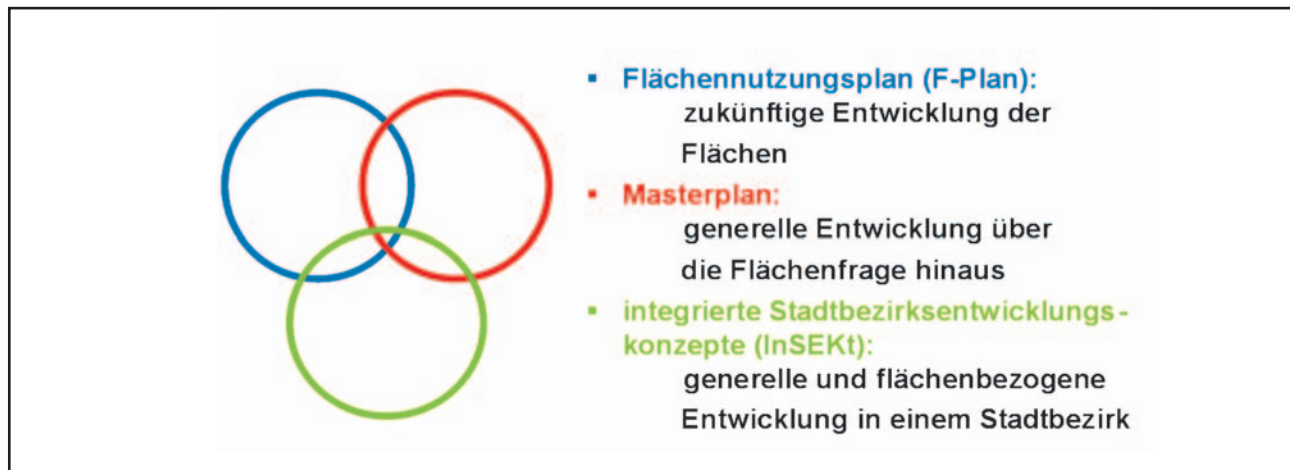 ▪ Flächennutzungsplan (F-Plan):
zukünftige Entwicklung der
Flächen
▪ Masterplan:
generelle Entwicklung über
die Flächenfrage hinaus
▪ integrierte Stadtbezirksentwicklungs-
konzepte (InSEKt):
generelle und flächenbezogene
Entwicklung in einem Stadtbezirk